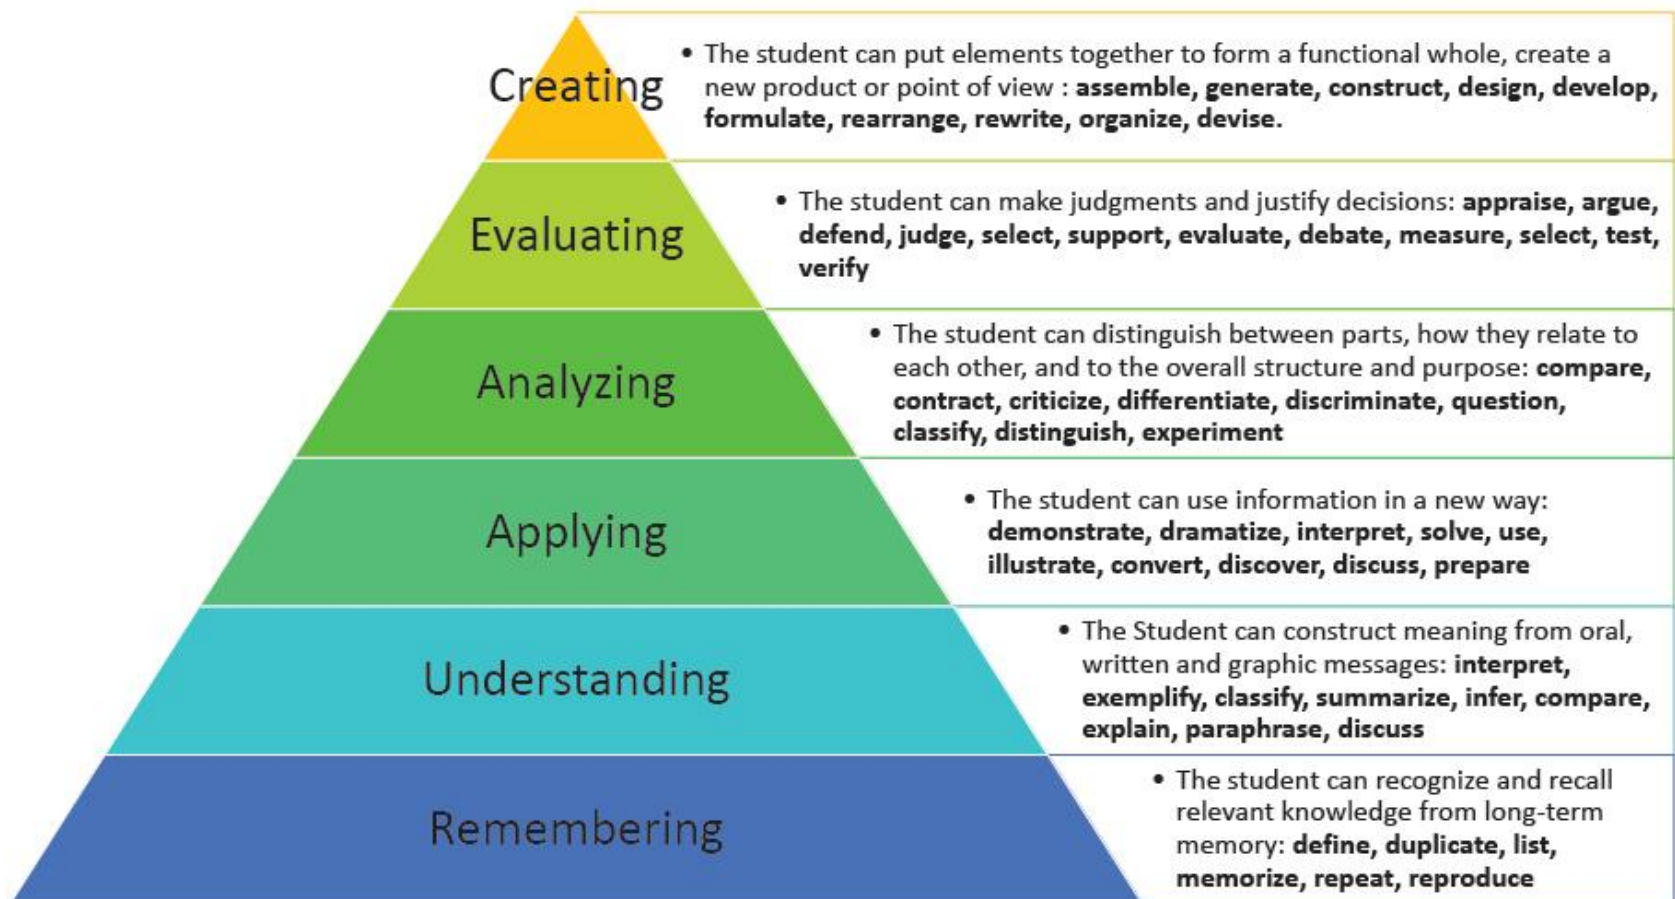 Creating
• The student can put elements together to form a functional whole, create a
new product or point of view : assemble, generate, construct, design, develop,
formulate, rearrange, rewrite, organize, devise.
Evaluating
• The student can make judgments and justify decisions: appraise, argue,
defend, judge, select, support, evaluate, debate, measure, select, test,
verify
Analyzing
• The student can distinguish between parts, how they relate to
each other, and to the overall structure and purpose: compare,
contract, criticize, differentiate, discriminate, question,
classify, distinguish, experiment
Applying
• The student can use information in a new way:
demonstrate, dramatize, interpret, solve, use,
illustrate, convert, discover, discuss, prepare
Understanding
• The Student can construct meaning from oral,
written and graphic messages: interpret,
exemplify, classify, summarize, infer, compare,
explain, paraphrase, discuss
Remembering
• The student can recognize and recall
relevant knowledge from long-term
memory: define, duplicate, list,
memorize, repeat, reproduce